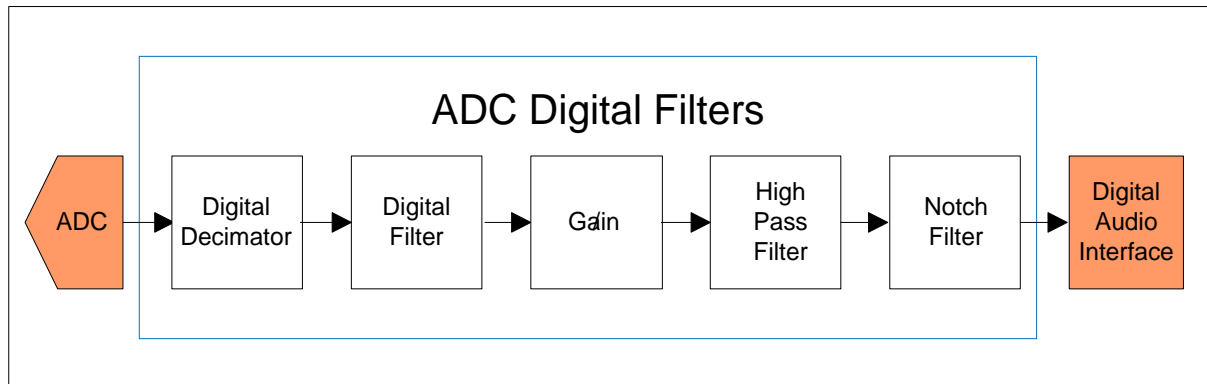 ADC Digital Filters
ADC
Digital
Decimator
Digital
Filter
Gain
High
Pass
Filter
Notch
Filter
Digital
Audio
Interface